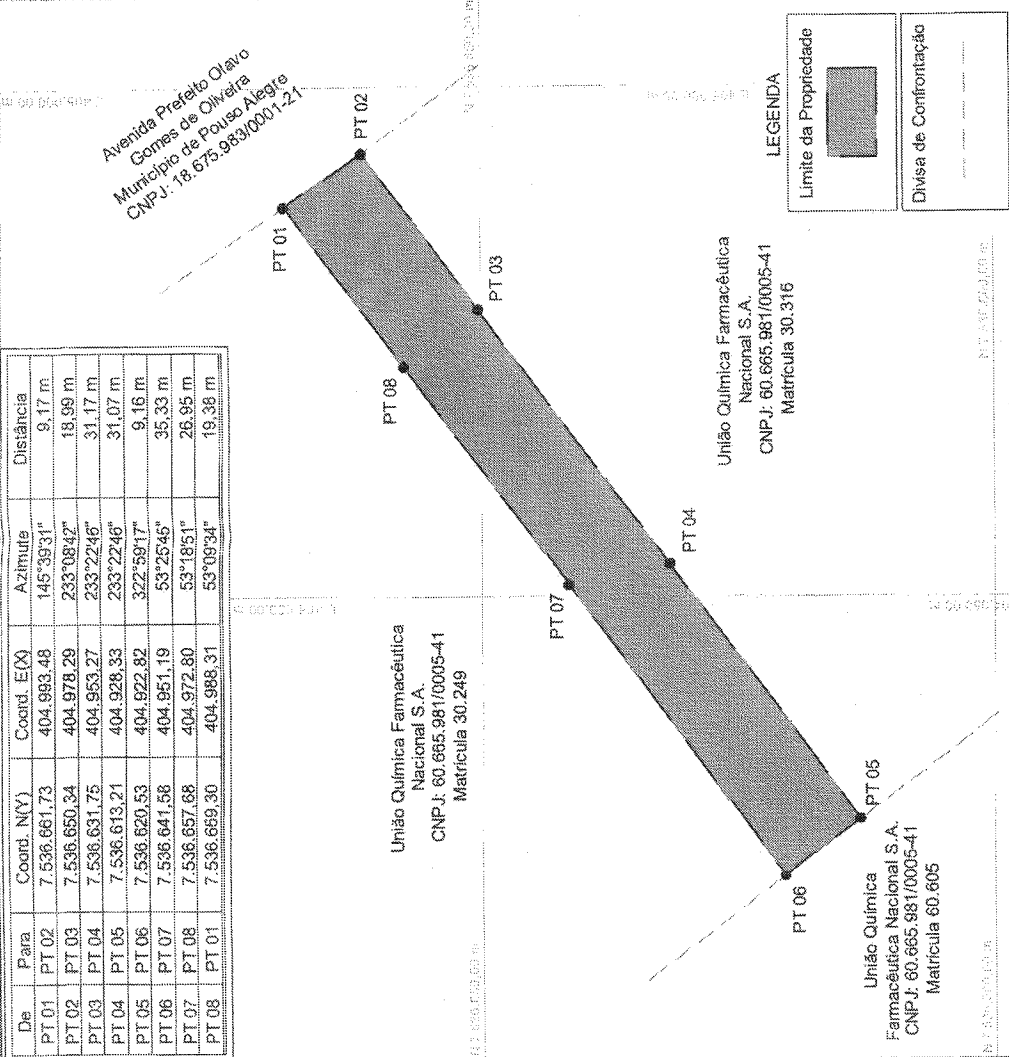 De Para Coord. N(Y) Coord. E(X) Azimute Distância
PT 01 PT 02 7.536.661,73 404.993,48 145°39'31" 9,17 m
PT 02 PT 03 7.536.650,34 404.978,29 233°08'42" 18,99 m
PT 03 PT 04 7.536.631,75 404.953,27 233°22'46" 31,17 m
PT 04 PT 05 7.536.613,21 404.928,33 233°22'46" 31,07 m
PT 05 PT 06 7.536.620,53 404.922,82 322°59'17" 9,16 m
PT 06 PT 07 7.536.641,58 404.951,19 53°25'45" 35,33 m
PT 07 PT 08 7.536.657,68 404.972,80 53°18'51" 26,95 m
PT 08 PT 01 7.536.669,30 404.988,31 53°09'34" 19,38 m
Avenida Prefeito Olavo
Gomes de Oliveira
Município de Pouso Alegre
CNPJ: 18.675.983/0001-21
PT 01
PT 02
PT 08
PT 03
PT 07
PT 04
PT 06
PT 05
União Química Farmacêutica
Nacional S.A.
CNPJ: 60.665.981/0005-41
Matrícula 30.249
União Química Farmacêutica
Nacional S.A.
CNPJ: 60.665.981/0005-41
Matrícula 30.316
União Química
Farmacêutica Nacional S.A.
CNPJ: 60.665.981/0005-41
Matrícula 60.605
LEGENDA
Limite da Propriedade
Divisa de Confrontação